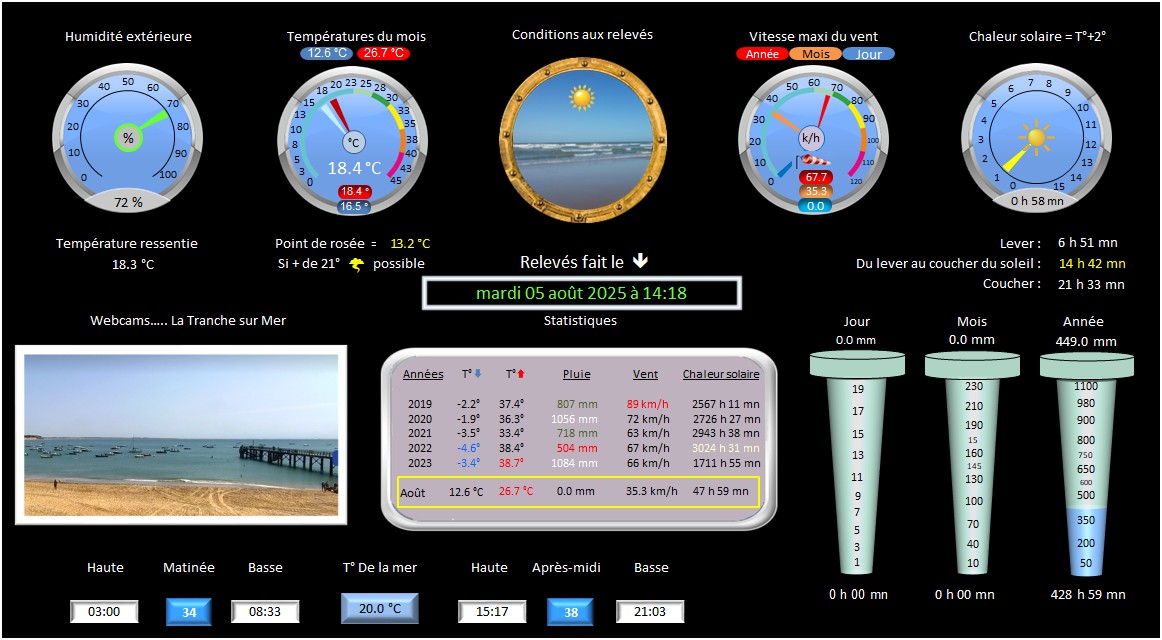 Humidité extérieure
Températures du mois
12.6 °C 26.7 °C
Conditions aux relevés
Vitesse maxi du vent
Année Mois Jour
Chaleur solaire = T°+2°
0 10 20 30 40 50 60 70 80 90 100
%
72 %
0 3 5 8 10 13 15 18 20 23 25 28 30 33 35 38 40 43 45
°C
18.4 °C
18.4 °
16.5 °
0 10 20 30 40 50 60 70 80 90 100 110 120
k/h
67.7
35.3
0.0
0 1 2 3 4 5 6 7 8 9 10 11 12 13 14 15
0 h 58 mn
Température ressentie
18.3 °C
Point de rosée = 13.2 °C
Si + de 21° possible
Relevés fait le
mardi 05 août 2025 à 14:18
Lever : 6 h 51 mn
Du lever au coucher du soleil : 14 h 42 mn
Coucher : 21 h 33 mn
Webcams..... La Tranche sur Mer
Statistiques
Années T° T° Pluie Vent Chaleur solaire
2019 -2.2° 37.4° 807 mm 89 km/h 2567 h 11 mn
2020 -1.9° 36.3° 1056 mm 72 km/h 2726 h 27 mn
2021 -3.5° 33.4° 718 mm 63 km/h 2943 h 38 mn
2022 -4.6° 38.4° 504 mm 67 km/h 3024 h 31 mn
2023 -3.4° 38.7° 1084 mm 66 km/h 1711 h 55 mn
Août 12.6 °C 26.7 °C 0.0 mm 35.3 km/h 47 h 59 mn
Jour
0.0 mm
19
17
15
13
11
9
7
5
3
1
0 h 00 mn
Mois
0.0 mm
230
210
190
15
160
145
130
100
70
40
10
0 h 00 mn
Année
449.0 mm
1100
980
900
800
750
650
600
500
350
200
50
428 h 59 mn
Haute Matinée Basse
03:00 34 08:33
T° De la mer
20.0 °C
Haute Après-midi Basse
15:17 38 21:03